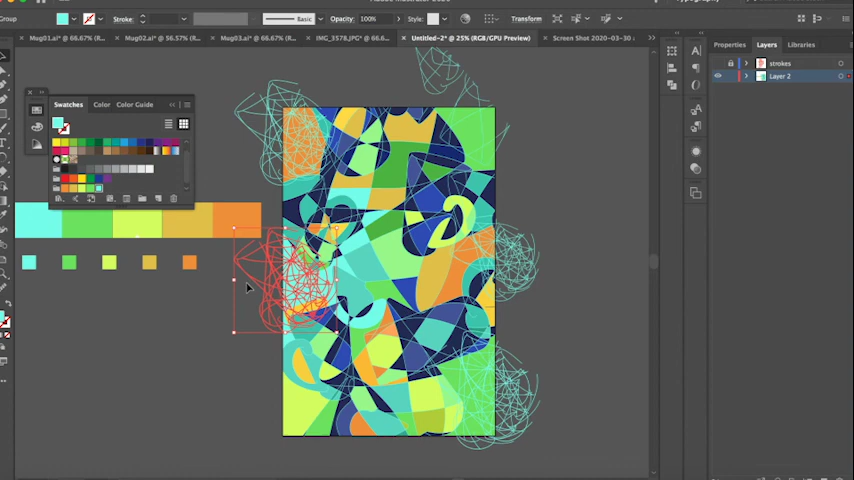 Group
Stroke:
Basic
Opacity: 100%
Style:
Transform
Mug01.ai* @ 66.67% (R
Mug02.ai* @ 56.57% (RG
Mug03.ai* @ 66.67% (RG
IMG_3578.JPG* @ 66.6
Untitled-2* @ 25% (RGB/GPU Preview)
Screen Shot 2020-03-30
Properties Layers Libraries
strokes
Layer 2
Swatches Color Color Guide